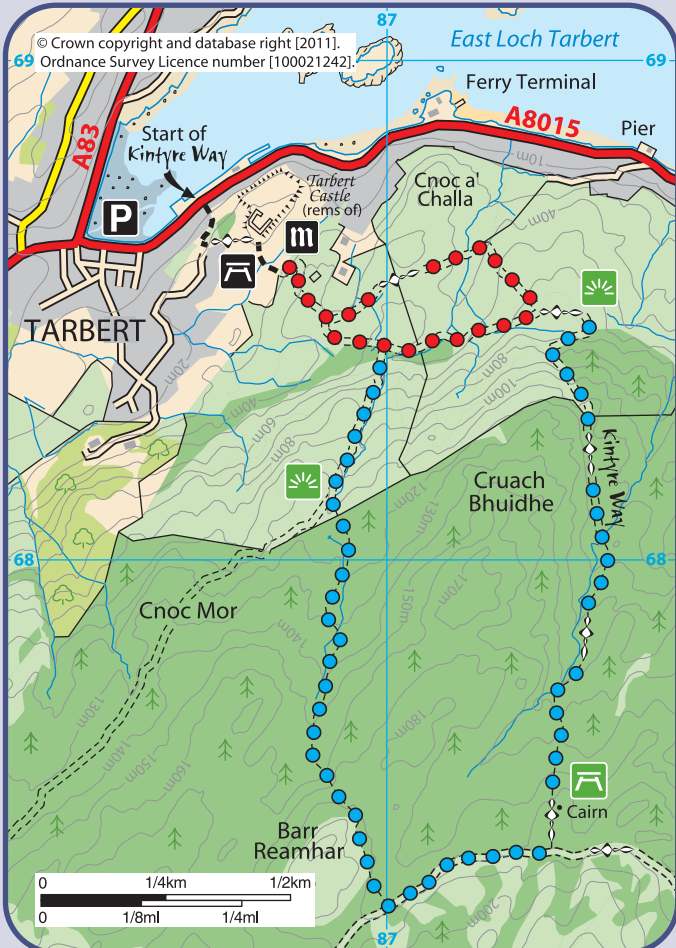 87
© Crown copyright and database right [2011].
Ordnance Survey Licence number [100021242].
East Loch Tarbert
69
69
Ferry Terminal
A83
A8015
Pier
Start of
Kintyre Way
10m
P
Tarbert
Castle
(rems of)
Cnoc a'
Challa
40m
m
TARBERT
20m
40m
60m
80m
80m
100m
Kintyre Way
120m
130m
Cruach
Bhuidhe
68
68
150m
170m
Cnoc Mor
140m
130m
140m
150m
160m
180m
Cairn
Barr
Reamhar
200m
0 1/4km 1/2km
0 1/8ml 1/4ml
87